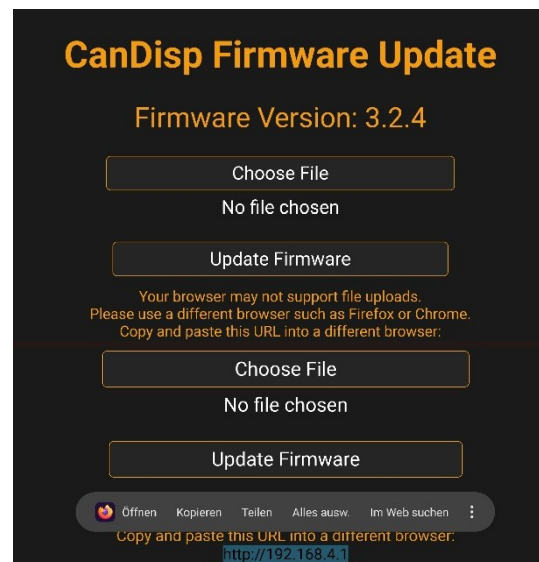 CanDisp Firmware Update
Firmware Version: 3.2.4
Choose File
No file chosen
Update Firmware
Your browser may not support file uploads.
Please use a different browser such as Firefox or Chrome.
Copy and paste this URL into a different browser:
Choose File
No file chosen
Update Firmware
Öffnen Kopieren Teilen Alles ausw. Im Web suchen
Copy and paste this URL into a different browser:
http://192.168.4.1